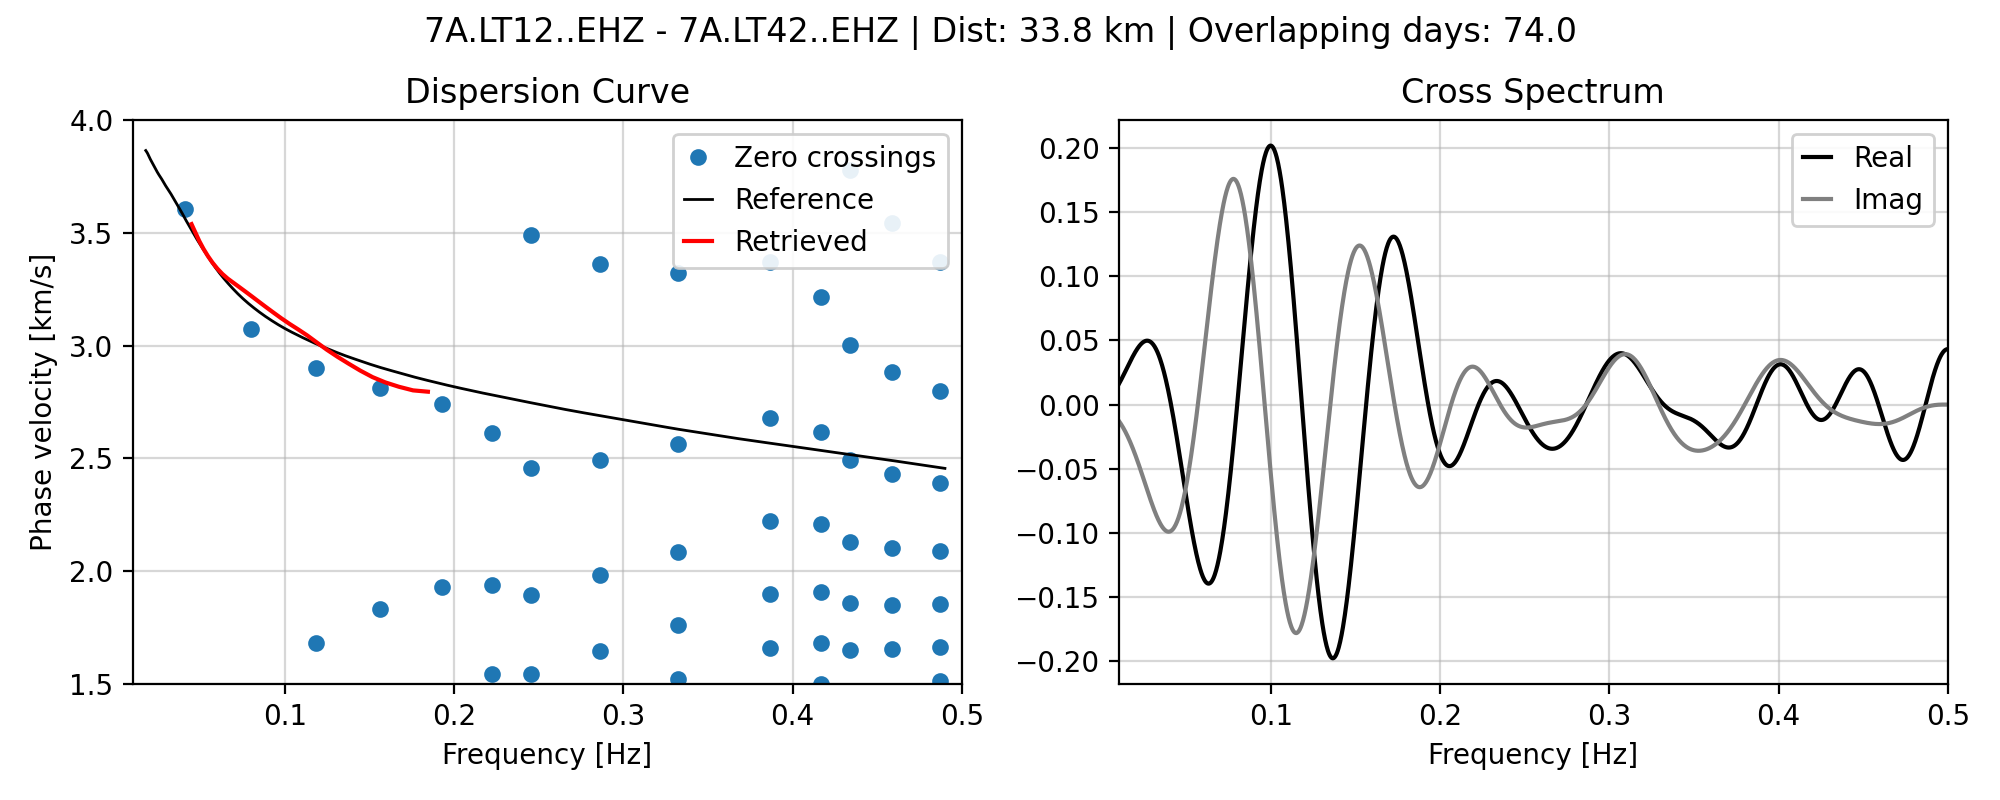 7A.LT12..EHZ - 7A.LT42..EHZ | Dist: 33.8 km | Overlapping days: 74.0
Dispersion Curve
4.0
3.5
3.0
2.5
2.0
1.5
Phase velocity [km/s]
0.1
0.2
0.3
0.4
0.5
Frequency [Hz]
Zero crossings
Reference
Retrieved
Cross Spectrum
0.20
0.15
0.10
0.05
0.00
−0.05
−0.10
−0.15
−0.20
0.1
0.2
0.3
0.4
0.5
Frequency [Hz]
Real
Imag